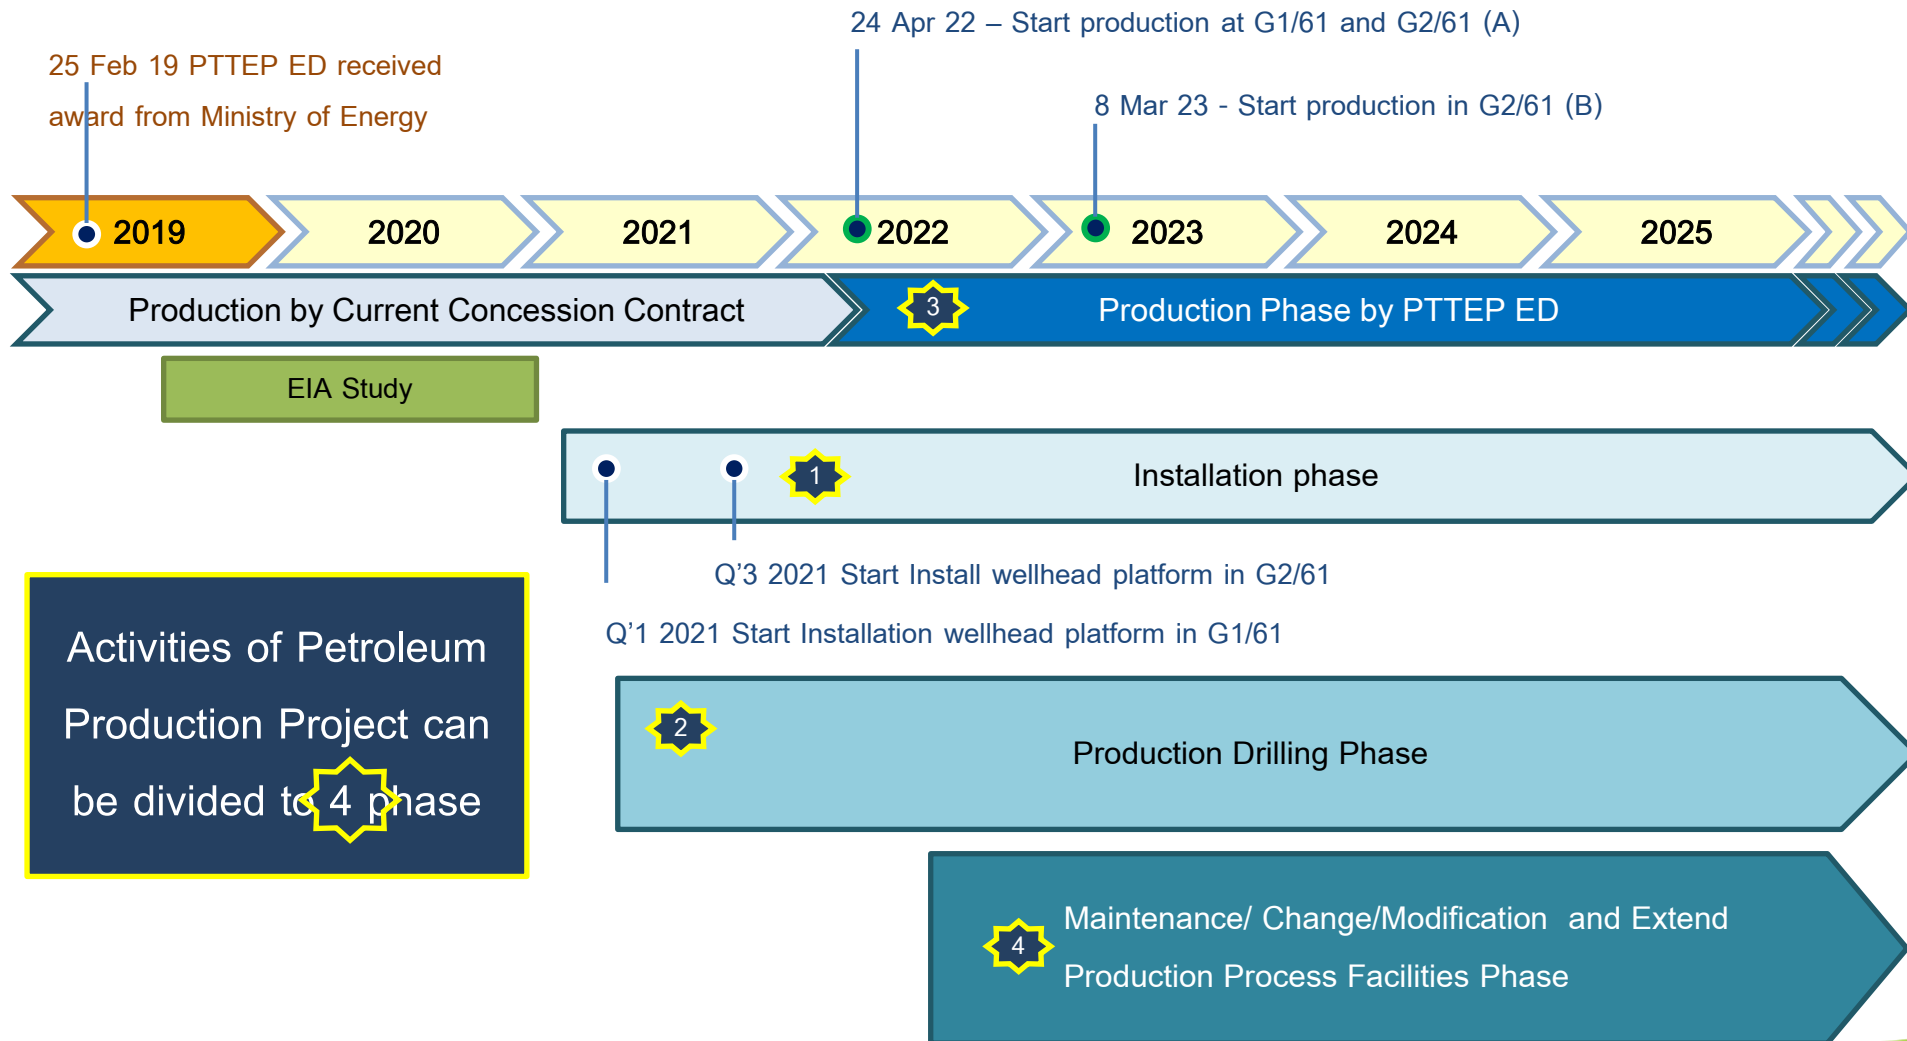 24 Apr 22 – Start production at G1/61 and G2/61 (A)
25 Feb 19 PTTEP ED received
award from Ministry of Energy
8 Mar 23 - Start production in G2/61 (B)
2019
2020
2021
2022
2023
2024
2025
Production by Current Concession Contract
3
Production Phase by PTTEP ED
EIA Study
1
Installation phase
Q’3 2021 Start Install wellhead platform in G2/61
Q’1 2021 Start Installation wellhead platform in G1/61
Activities of Petroleum
Production Project can
be divided to 4 phase
2
Production Drilling Phase
4
Maintenance/ Change/Modification and Extend
Production Process Facilities Phase